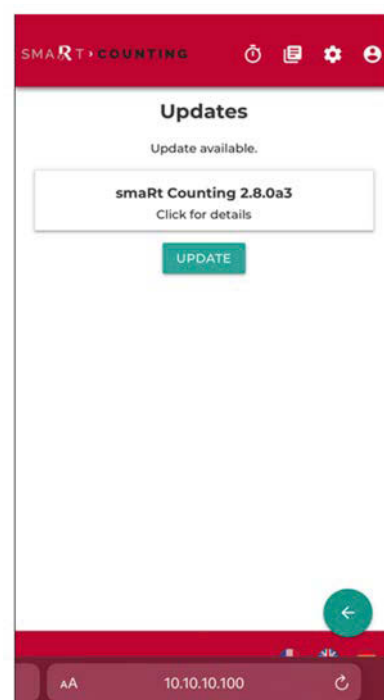 SMART COUNTING
Updates
Update available.
smaRt Counting 2.8.0a3
Click for details
UPDATE
AA
10.10.10.100